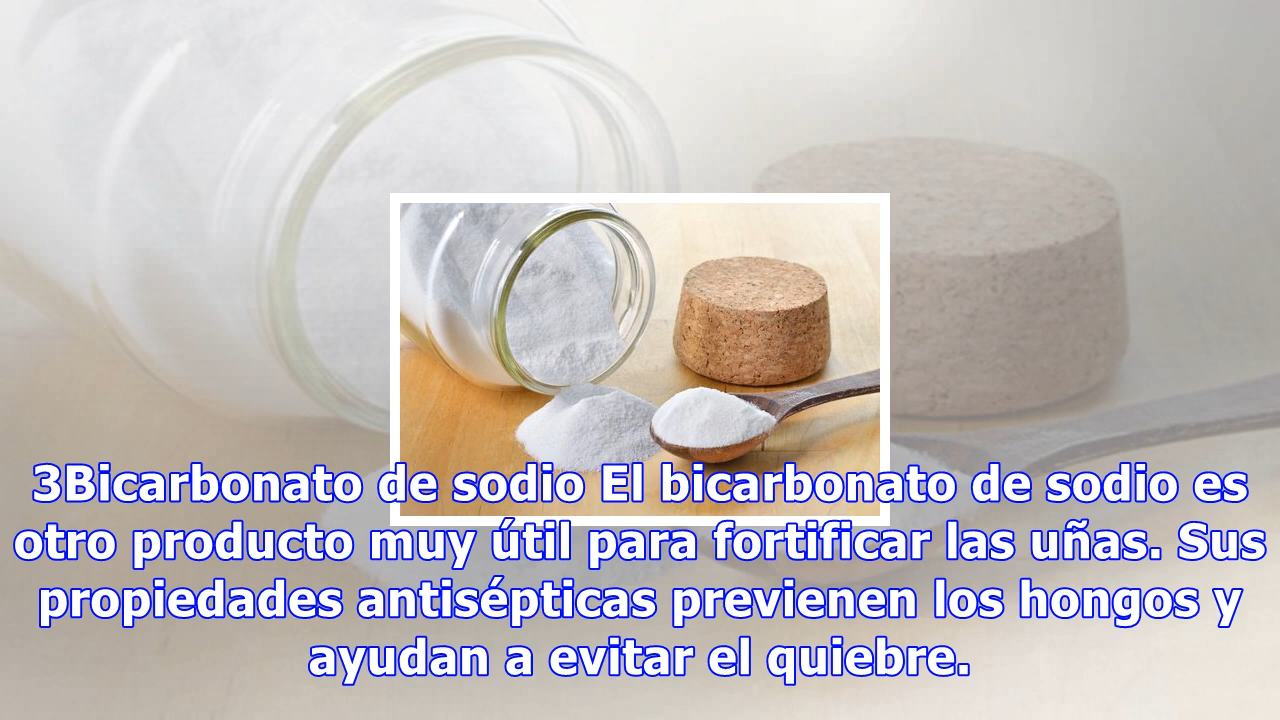 3Bicarbonato de sodio El bicarbonato de sodio es
otro producto muy útil para fortificar las uñas. Sus
propiedades antisépticas previenen los hongos y
ayudan a evitar el quiebre.